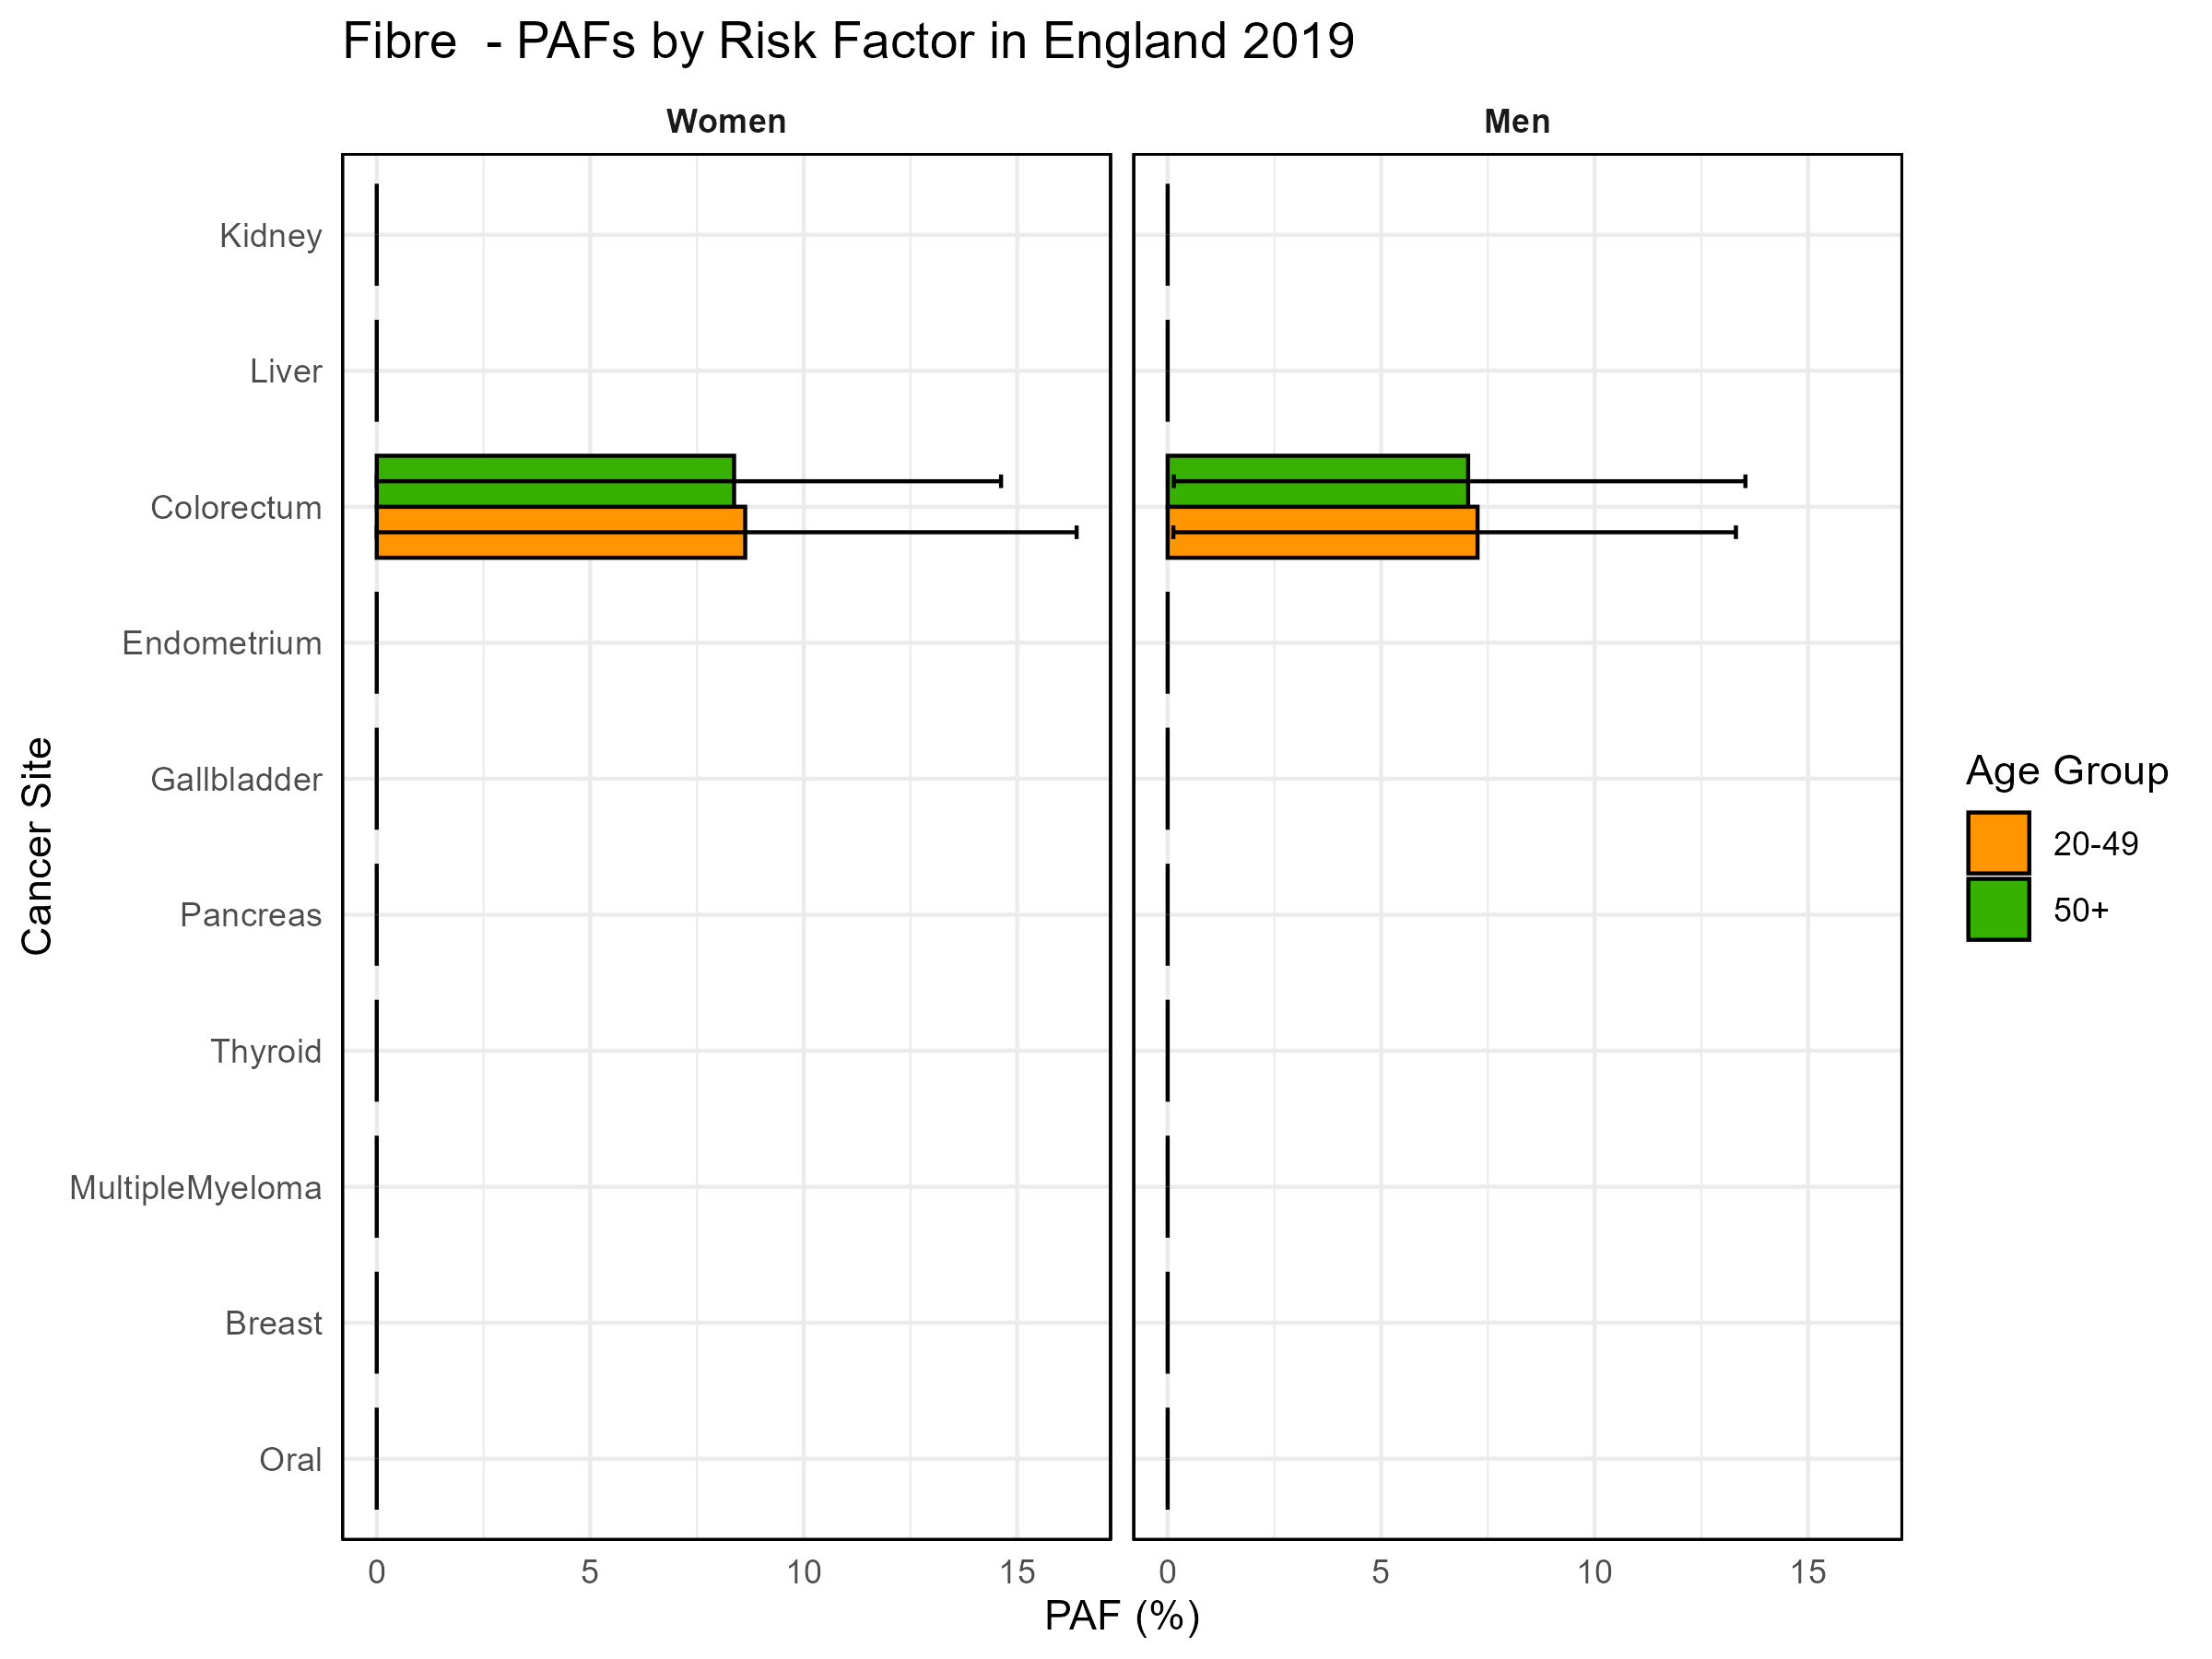 Fibre  - PAFs by Risk Factor in England 2019
Women
Men
Kidney
Liver
Colorectum
Endometrium
Gallbladder
Pancreas
Thyroid
MultipleMyeloma
Breast
Oral
Cancer Site
0 5 10 15
0 5 10 15
PAF (%)
Age Group
20-49
50+